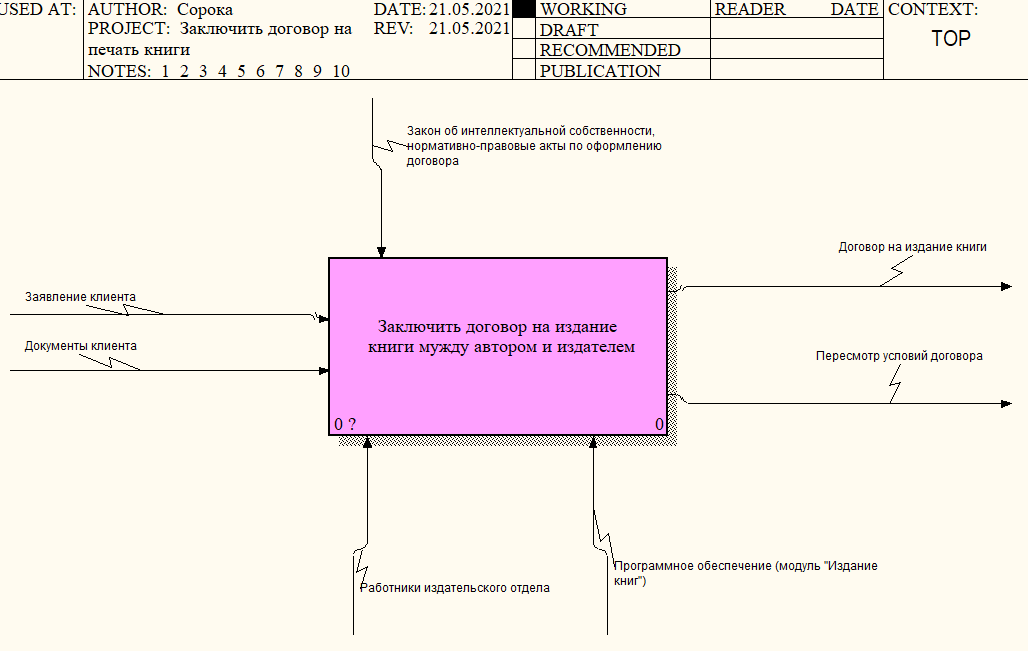 USED AT:
AUTHOR: Сорока
DATE: 21.05.2021
PROJECT: Заключить договор на
печать книги
REV: 21.05.2021
NOTES: 1 2 3 4 5 6 7 8 9 10
WORKING
DRAFT
RECOMMENDED
PUBLICATION
READER DATE
CONTEXT:
TOP
Закон об интеллектуальной собственности,
нормативно-правовые акты по оформлению
договора
Договор на издание книги
Заявление клиента
Документы клиента
Заключить договор на издание
книги мужду автором и издателем
Пересмотр условий договора
0 ?
0
Программное обеспечение (модуль "Издание
книг")
Работники издательского отдела